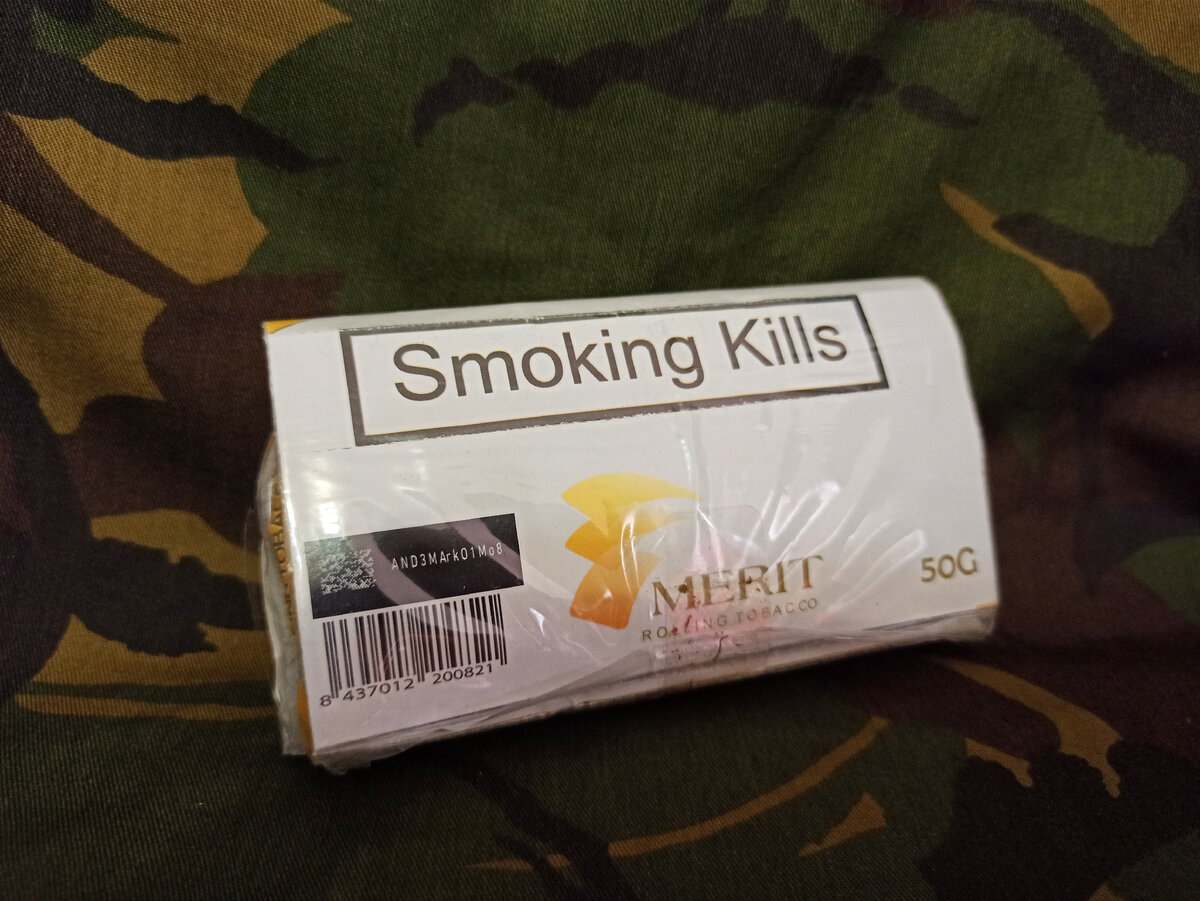 Smoking Kills
AND3MArkO1Mo8
MERIT
50G
ROLLING TOBACCO
8 437012 200821